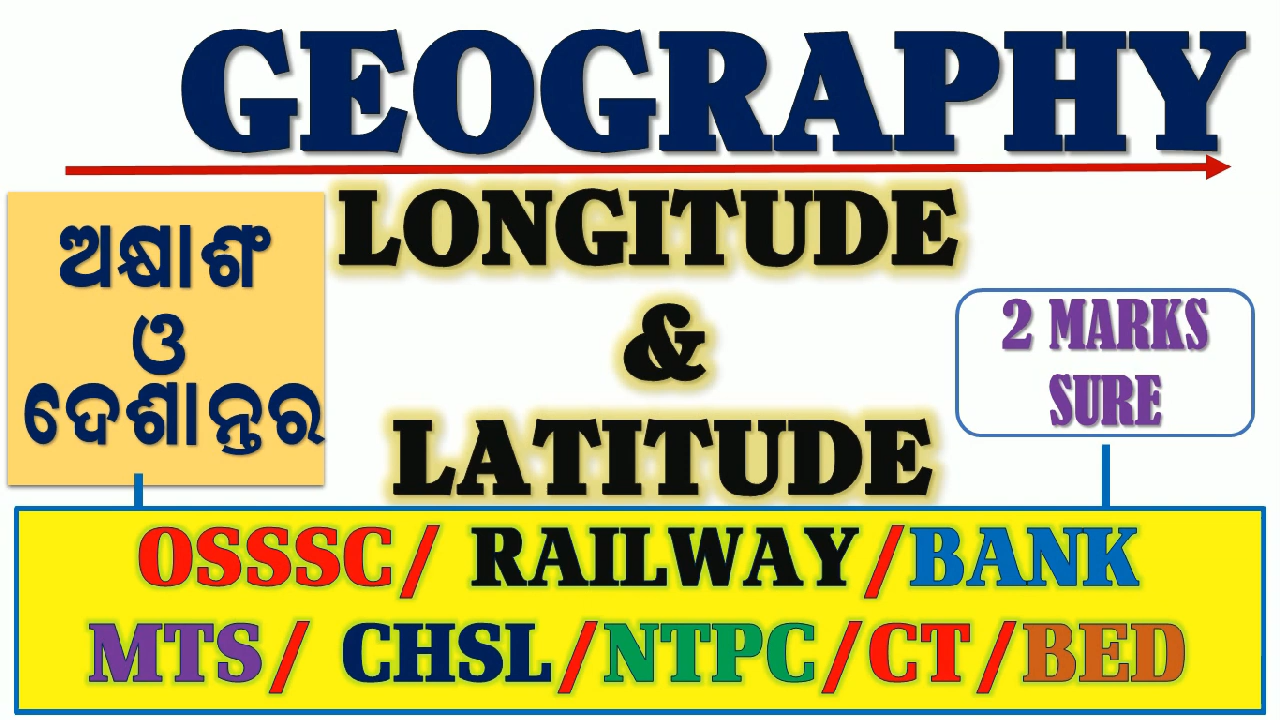 GEOGRAPHY
LONGITUDE
&
LATITUDE
ଅକ୍ଷାଂଶ
ଓ
ଦେଶାନ୍ତର
2 MARKS
SURE
OSSSC/ RAILWAY/BANK
MTS/ CHSL/NTPC/CT/BED